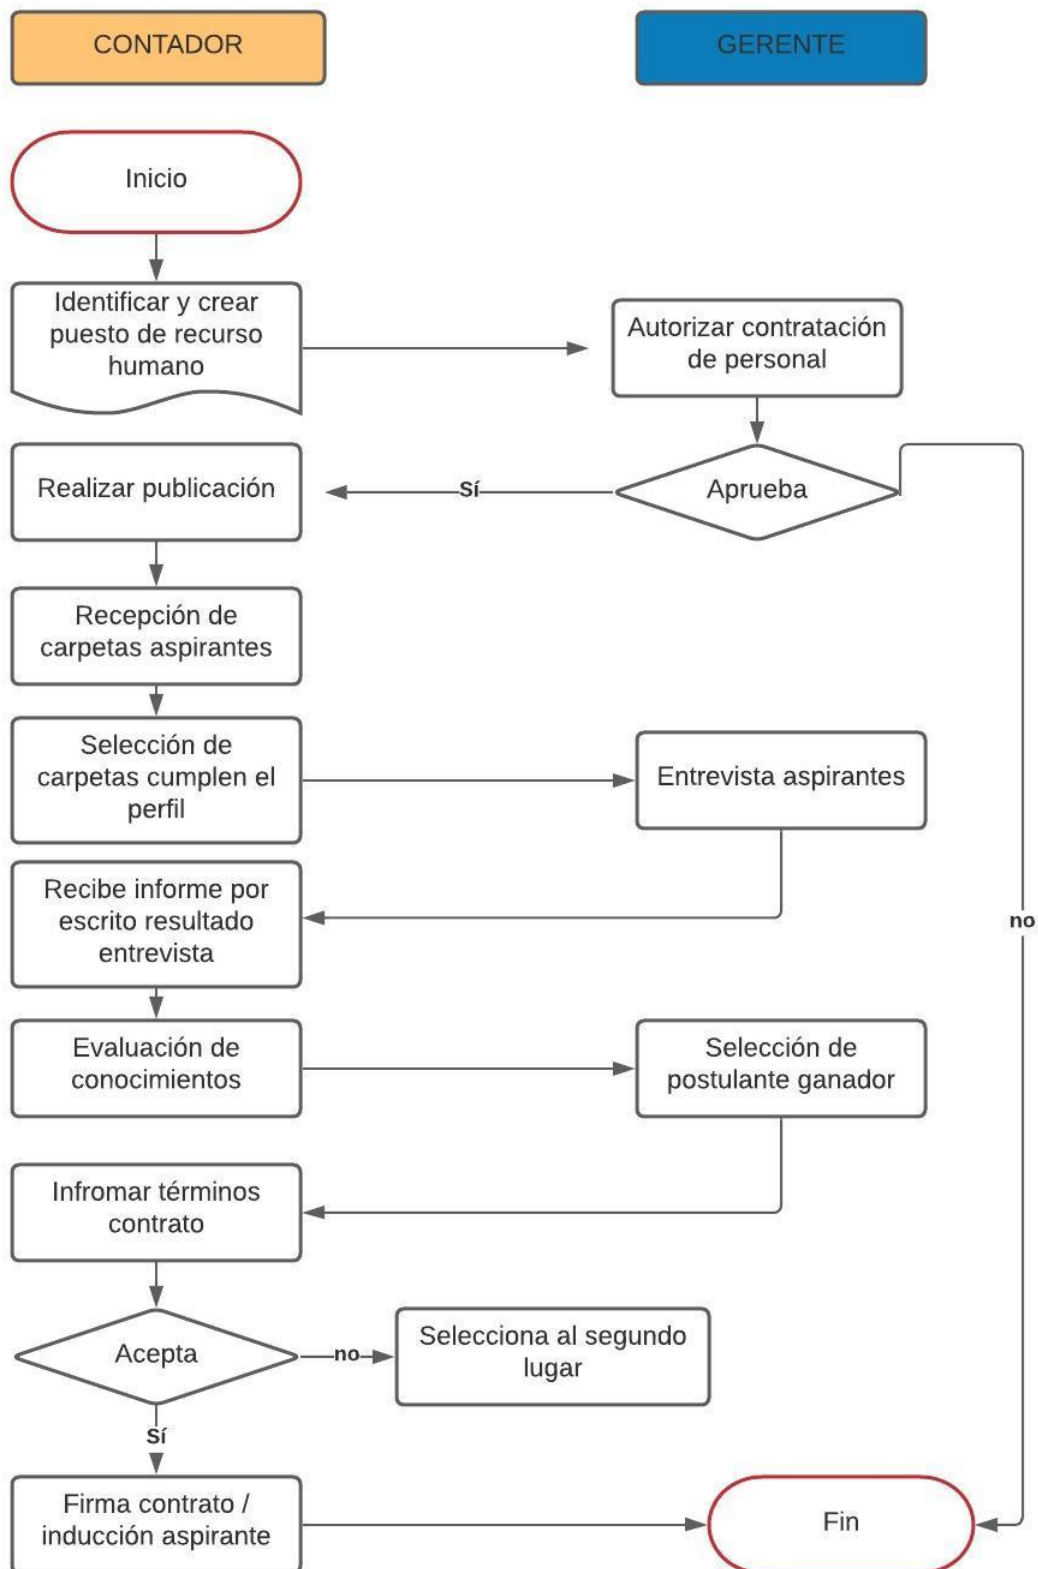 CONTADOR
GERENTE
Inicio
Identificar y crear
puesto de recurso
humano
Autorizar contratación
de personal
Realizar publicación
Sí
Aprueba
Recepción de
carpetas aspirantes
Selección de
carpetas cumplen el
perfil
Entrevista aspirantes
Recibe informe por
escrito resultado
entrevista
no
Evaluación de
conocimientos
Selección de
postulante ganador
Infromar términos
contrato
Acepta
no
Selecciona al segundo
lugar
Sí
Firma contrato /
inducción aspirante
Fin